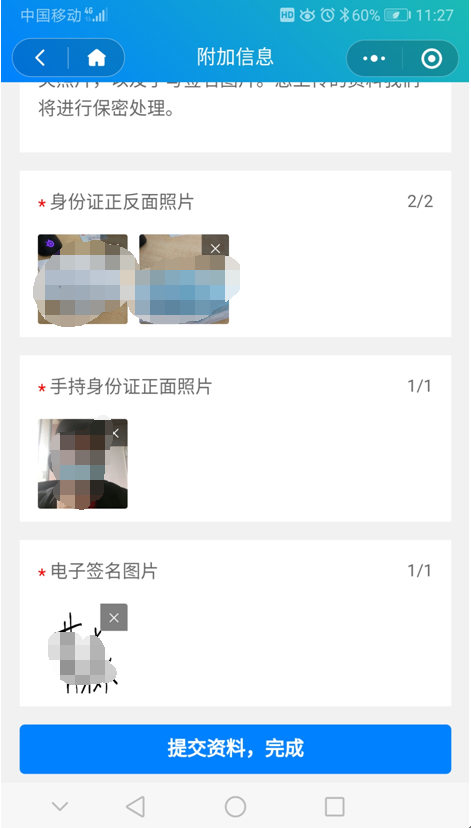 中国移动 4G HD 60% 11:27
附加信息
将进行保密处理。
* 身份证正反面照片 2/2
* 手持身份证正面照片 1/1
* 电子签名图片 1/1
提交资料，完成